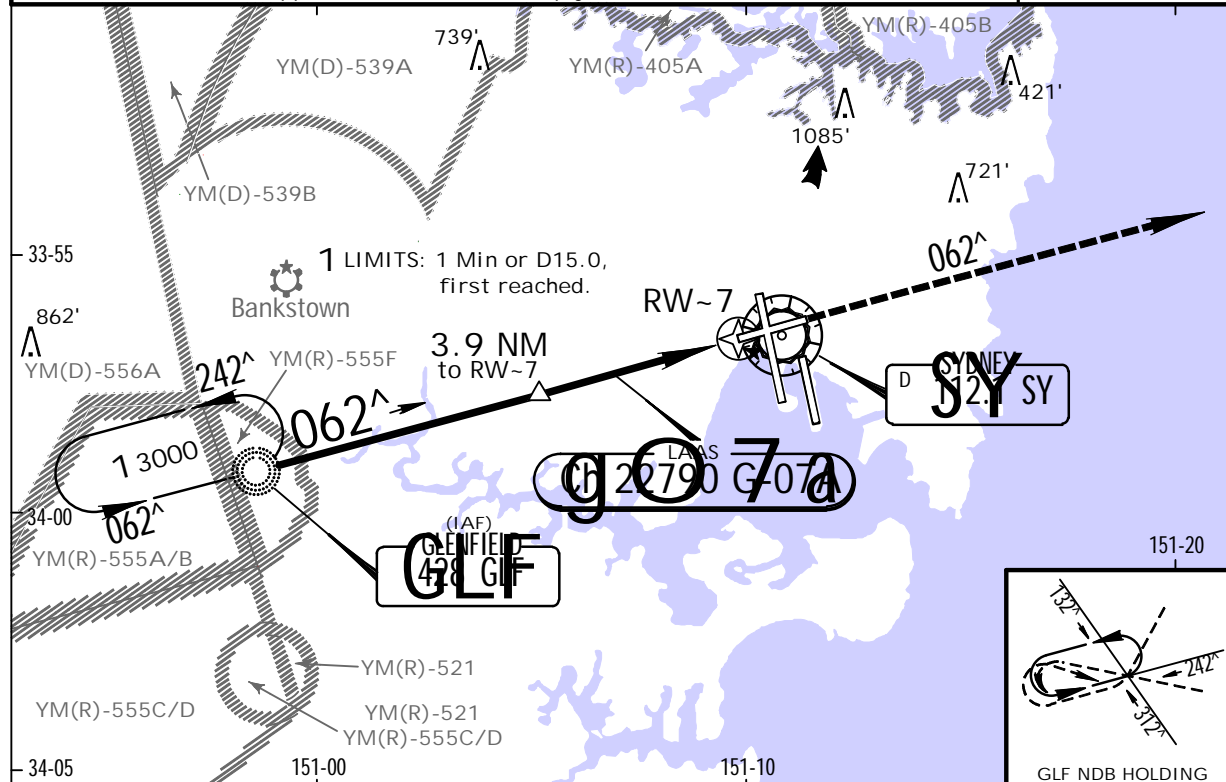 739'
YM(D)-539A
YM(R)-405A
YM(R)-405B
421'
1085'
721'
YM(D)-539B
33-55
1 LIMITS: 1 Min or D15.0,
first reached.
062^
Bankstown
RW~7
862'
YM(D)-556A
YM(R)-555F
3.9 NM
to RW~7
242^
062^
D
SYDNEY
112.1 SY
SY
1 3000
LAAS
Ch 22790 G-07A
g O 7 a
062^
34-00
YM(R)-555A/B
(IAF)
GLENFIELD
428 GLF
GLF
151-20
132^
242^
312^
GLF NDB HOLDING
YM(R)-521
YM(R)-555C/D
YM(R)-521
YM(R)-555C/D
34-05
151-00
151-10